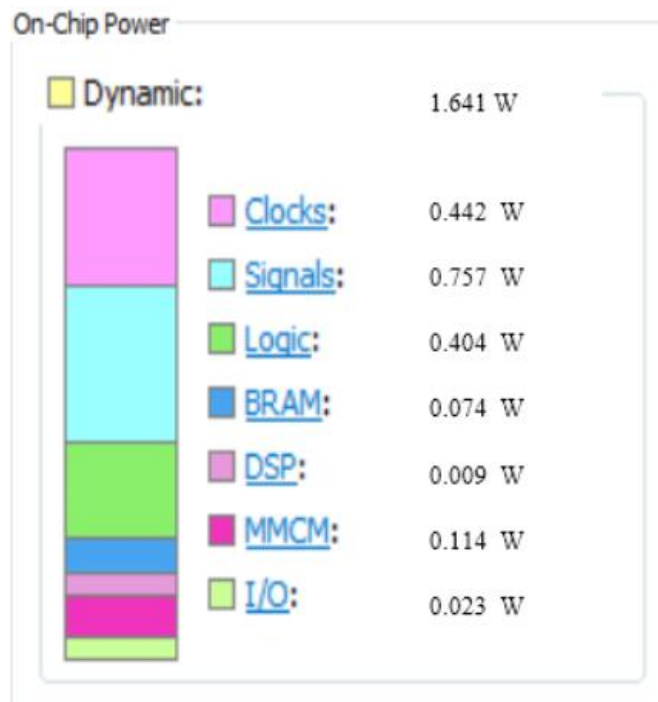 On-Chip Power
Dynamic: 1.641 W
Clocks: 0.442 W
Signals: 0.757 W
Logic: 0.404 W
BRAM: 0.074 W
DSP: 0.009 W
MMCM: 0.114 W
I/O: 0.023 W